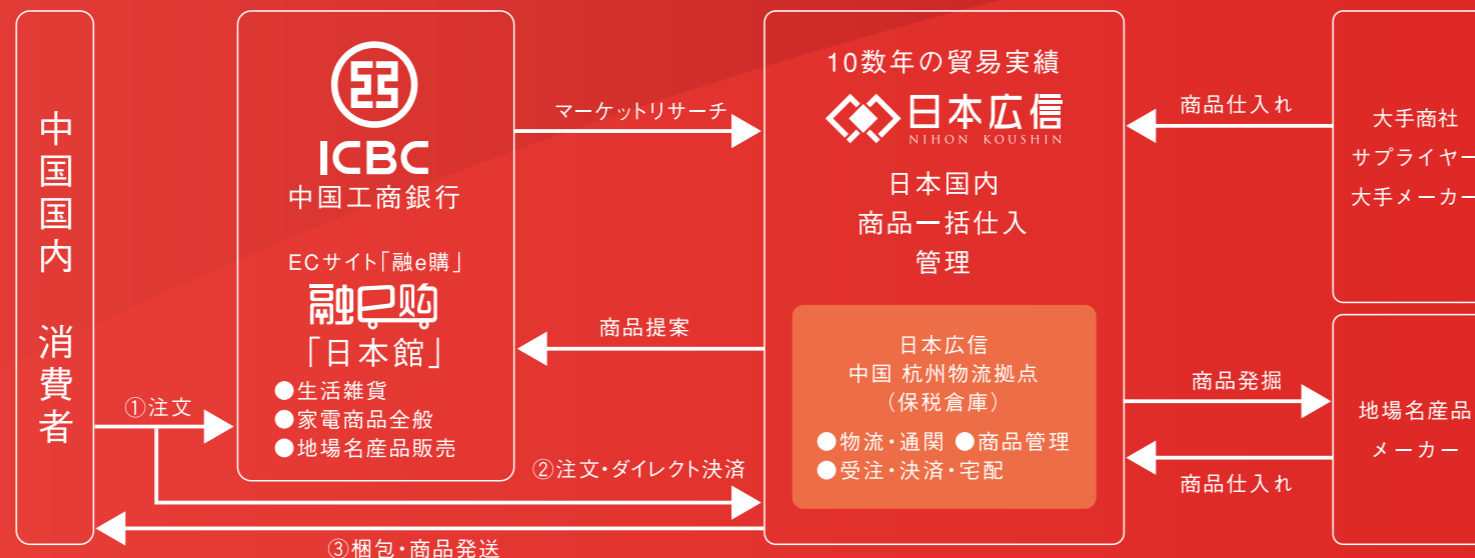 中国国内 消費者
①注文
ICBC
中国工商銀行
ECサイト「融e購」
融e购
「日本館」
●生活雑貨
●家電商品全般
●地場名産品販売
マーケットリサーチ
商品提案
②注文・ダイレクト決済
③梱包・商品発送
10数年の貿易実績
日本広信
NIHON KOUSHIN
日本国内
商品一括仕入
管理
日本広信
中国 杭州物流拠点
（保税倉庫）
●物流・通関 ●商品管理
●受注・決済・宅配
商品仕入れ
大手商社
サプライヤー
大手メーカー
商品発掘
商品仕入れ
地場名産品
メーカー